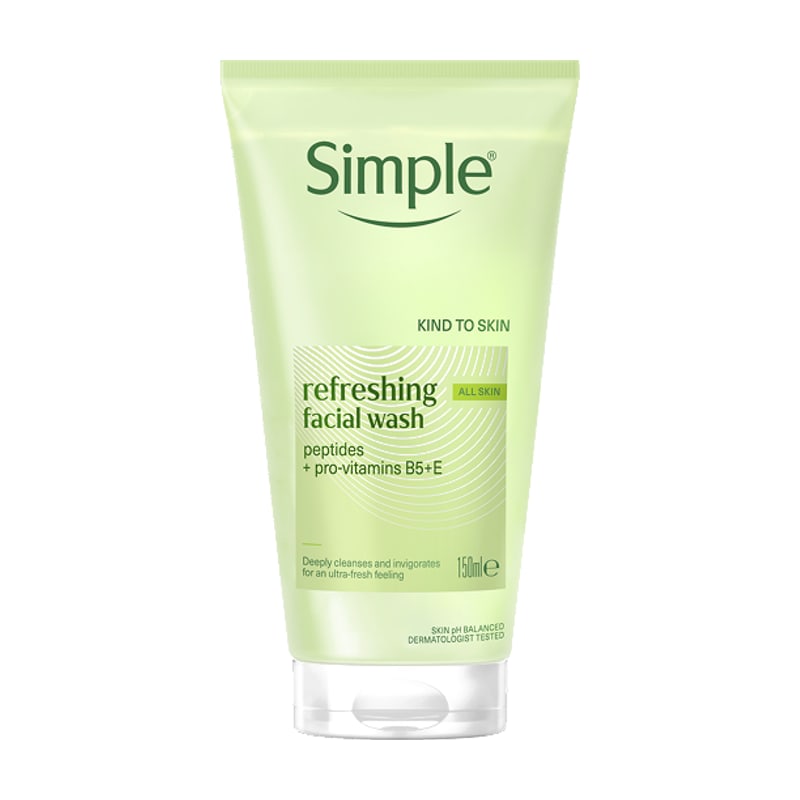 Simple®
KIND TO SKIN
refreshing
ALL SKIN
facial wash
peptides
+ pro-vitamins B5+E
Deeply cleanses and invigorates
for an ultra-fresh feeling
150ml℮
SKIN pH BALANCED
DERMATOLOGIST TESTED